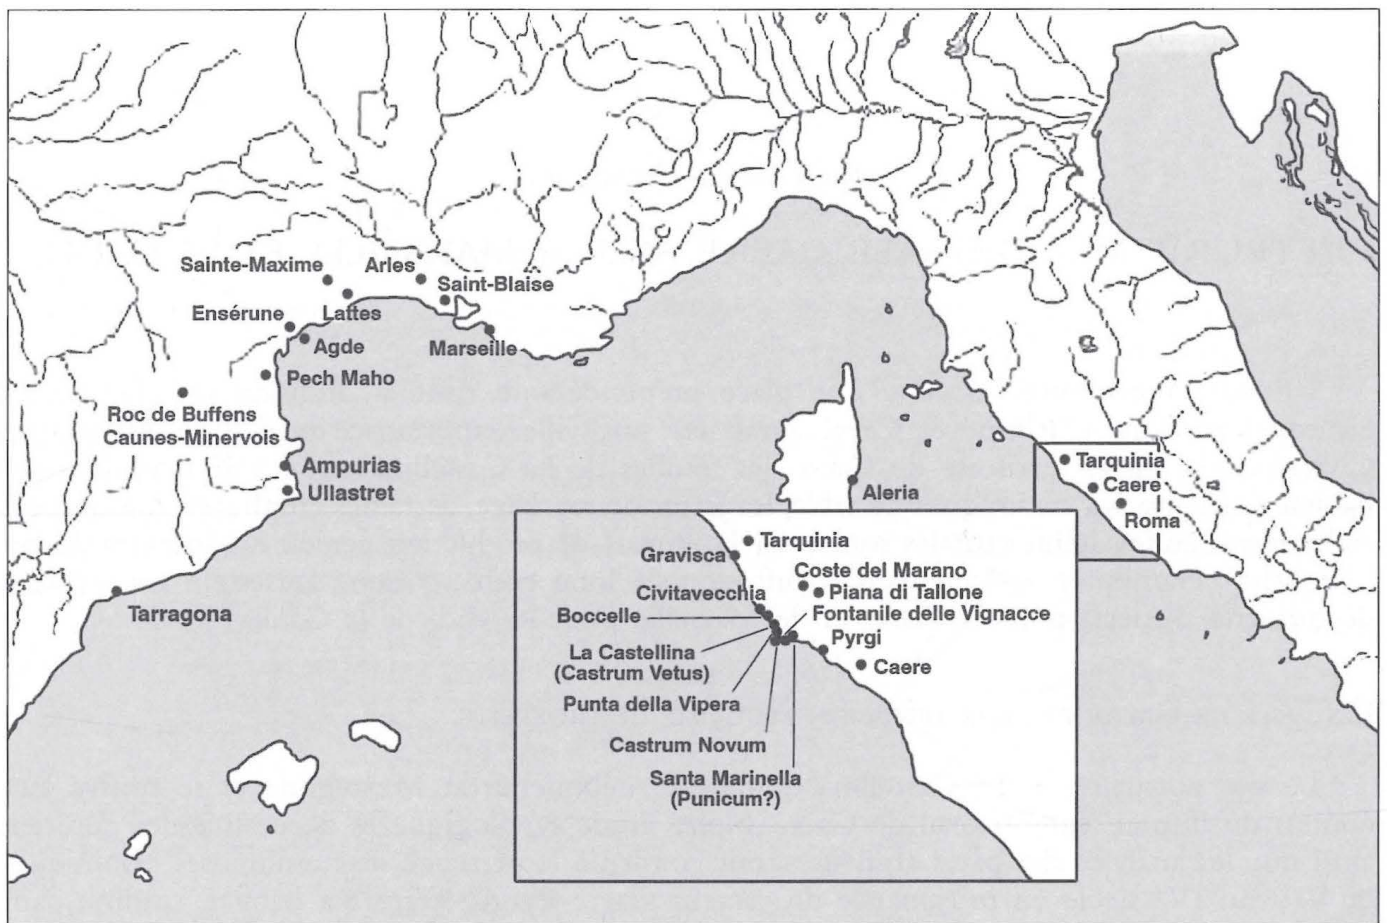 Sainte-Maxime
Arles
Saint-Blaise
Ensérune
Lattes
Agde
Marseille
Pech Maho
Roc de Buffens
Caunes-Minervois
Ampurias
Ullastret
Tarragona
Aleria
Tarquinia
Caere
Roma
Tarquinia
Gravisca
Coste del Marano
Piana di Tallone
Civitavecchia
Fontanile delle Vignacce
Boccelle
Pyrgi
La Castellina
(Castrum Vetus)
Caere
Punta della Vipera
Castrum Novum
Santa Marinella
(Punicum?)